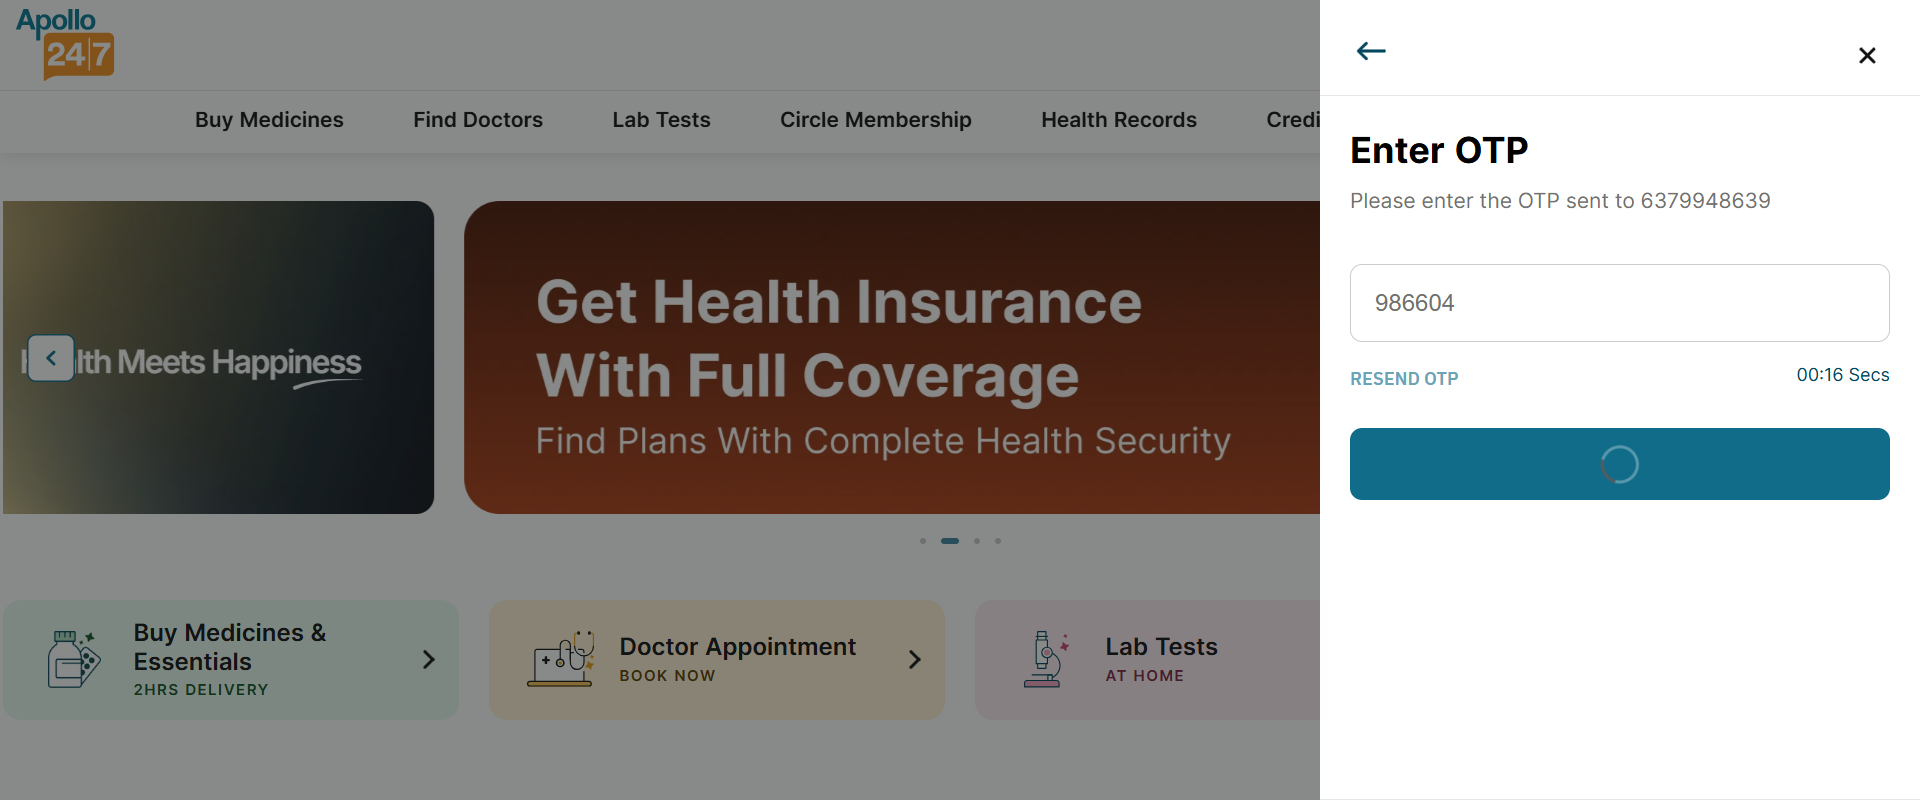 Apollo
24|7
Buy Medicines
Find Doctors
Lab Tests
Circle Membership
Health Records
Credi
lth Meets Happiness
Get Health Insurance
With Full Coverage
Find Plans With Complete Health Security
Buy Medicines &
Essentials
2HRS DELIVERY
Doctor Appointment
BOOK NOW
Lab Tests
AT HOME
Enter OTP
Please enter the OTP sent to 6379948639
986604
RESEND OTP
00:16 Secs